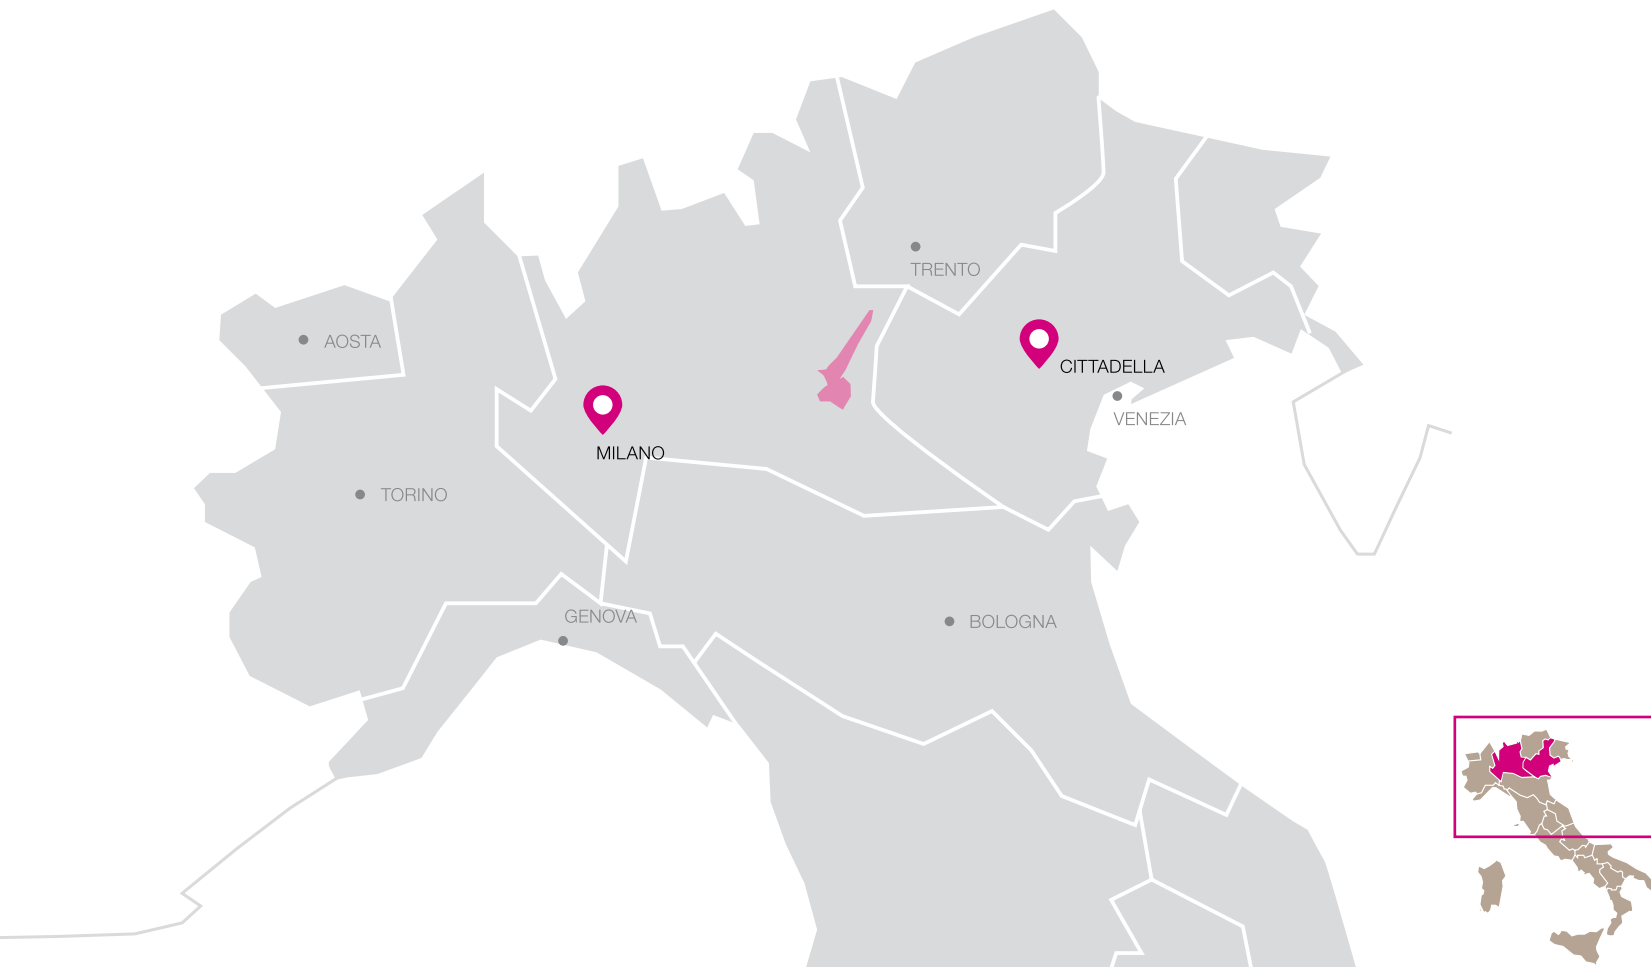 TRENTO
AOSTA
CITTADELLA
VENEZIA
MILANO
TORINO
GENOVA
BOLOGNA